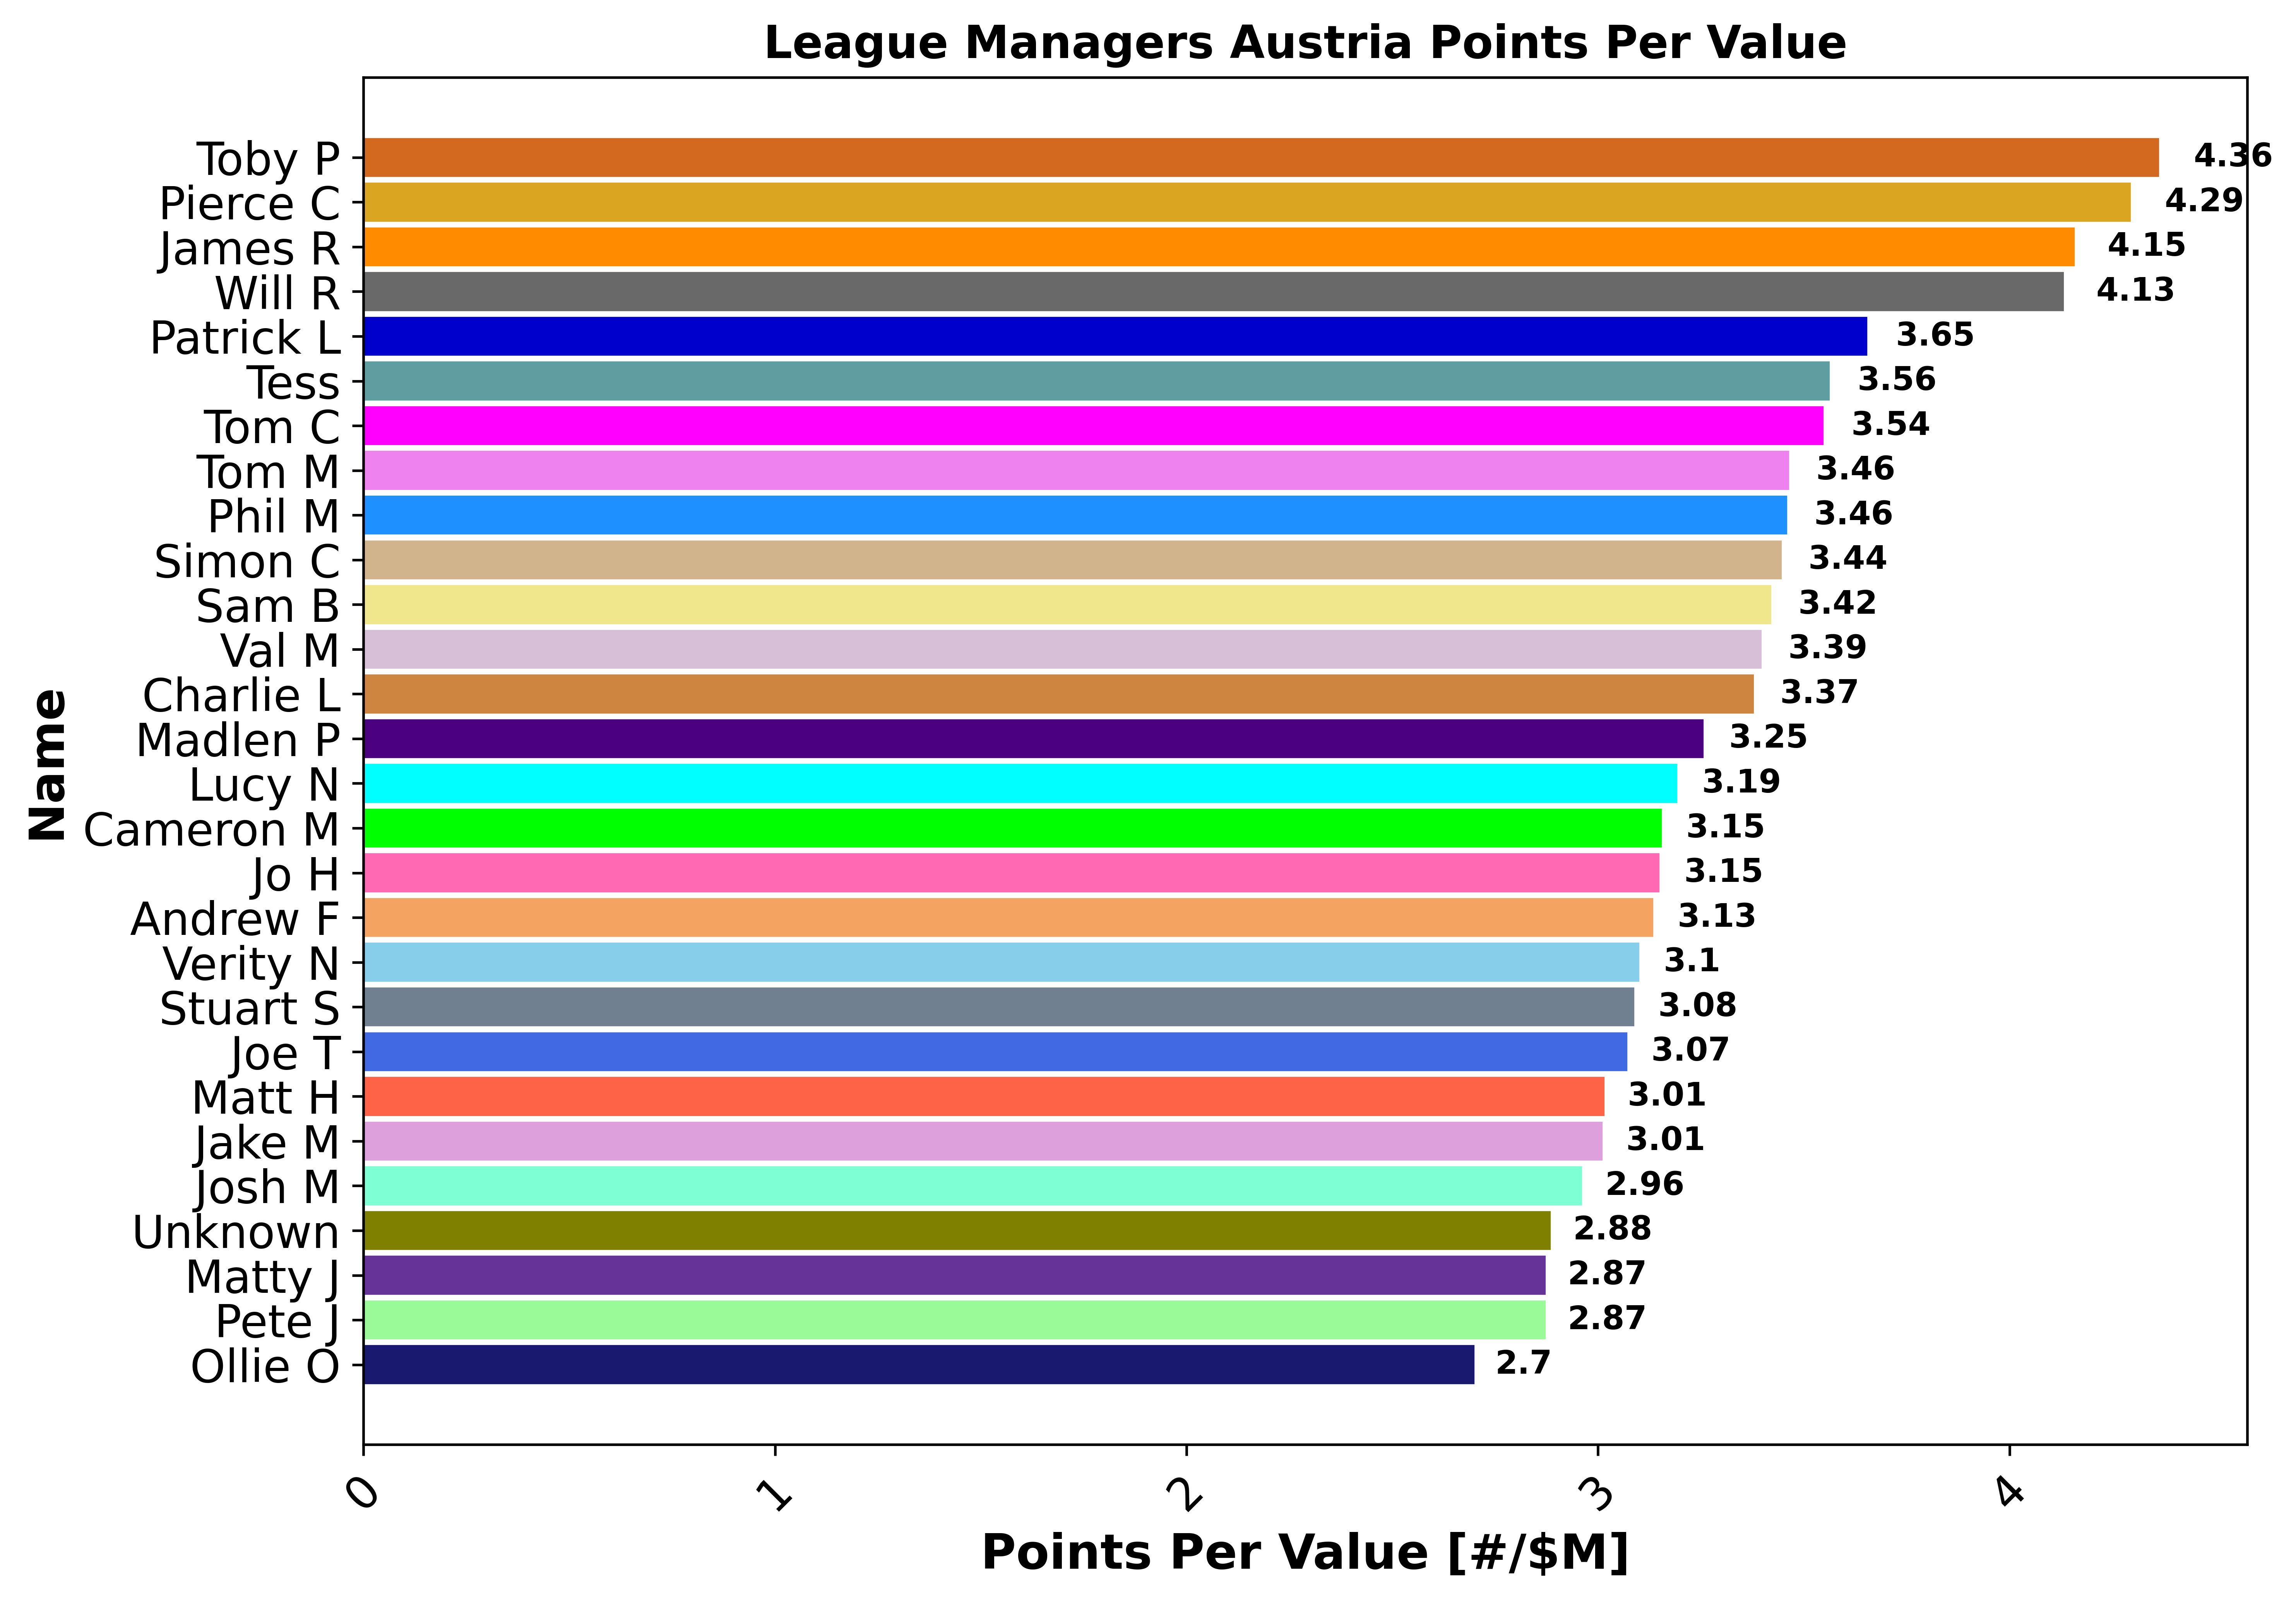 League Managers Austria Points Per Value
Toby P 4.36
Pierce C 4.29
James R 4.15
Will R 4.13
Patrick L 3.65
Tess 3.56
Tom C 3.54
Tom M 3.46
Phil M 3.46
Simon C 3.44
Sam B 3.42
Val M 3.39
Charlie L 3.37
Madlen P 3.25
Lucy N 3.19
Cameron M 3.15
Jo H 3.15
Andrew F 3.13
Verity N 3.1
Stuart S 3.08
Joe T 3.07
Matt H 3.01
Jake M 3.01
Josh M 2.96
Unknown 2.88
Matty J 2.87
Pete J 2.87
Ollie O 2.7
Name
0 1 2 3 4
Points Per Value [#/$M]